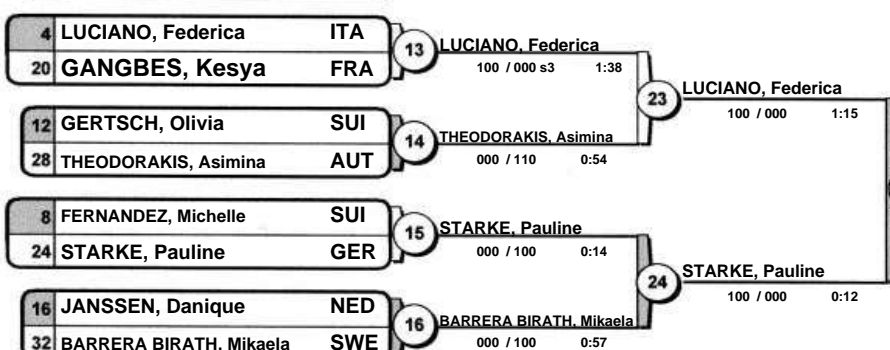 4 LUCIANO, Federica ITA
20 GANGBES, Kesya FRA
13
LUCIANO, Federica
100 / 000 s3 1:38
12 GERTSCH, Olivia SUI
28 THEODORAKIS, Asimina AUT
14
THEODORAKIS, Asimina
000 / 110 0:54
23
LUCIANO, Federica
100 / 000 1:15
8 FERNANDEZ, Michelle SUI
24 STARKE, Pauline GER
15
STARKE, Pauline
000 / 100 0:14
16 JANSSEN, Danique NED
32 BARRERA BIRATH, Mikaela SWE
16
BARRERA BIRATH, Mikaela
000 / 100 0:57
24
STARKE, Pauline
100 / 000 0:12